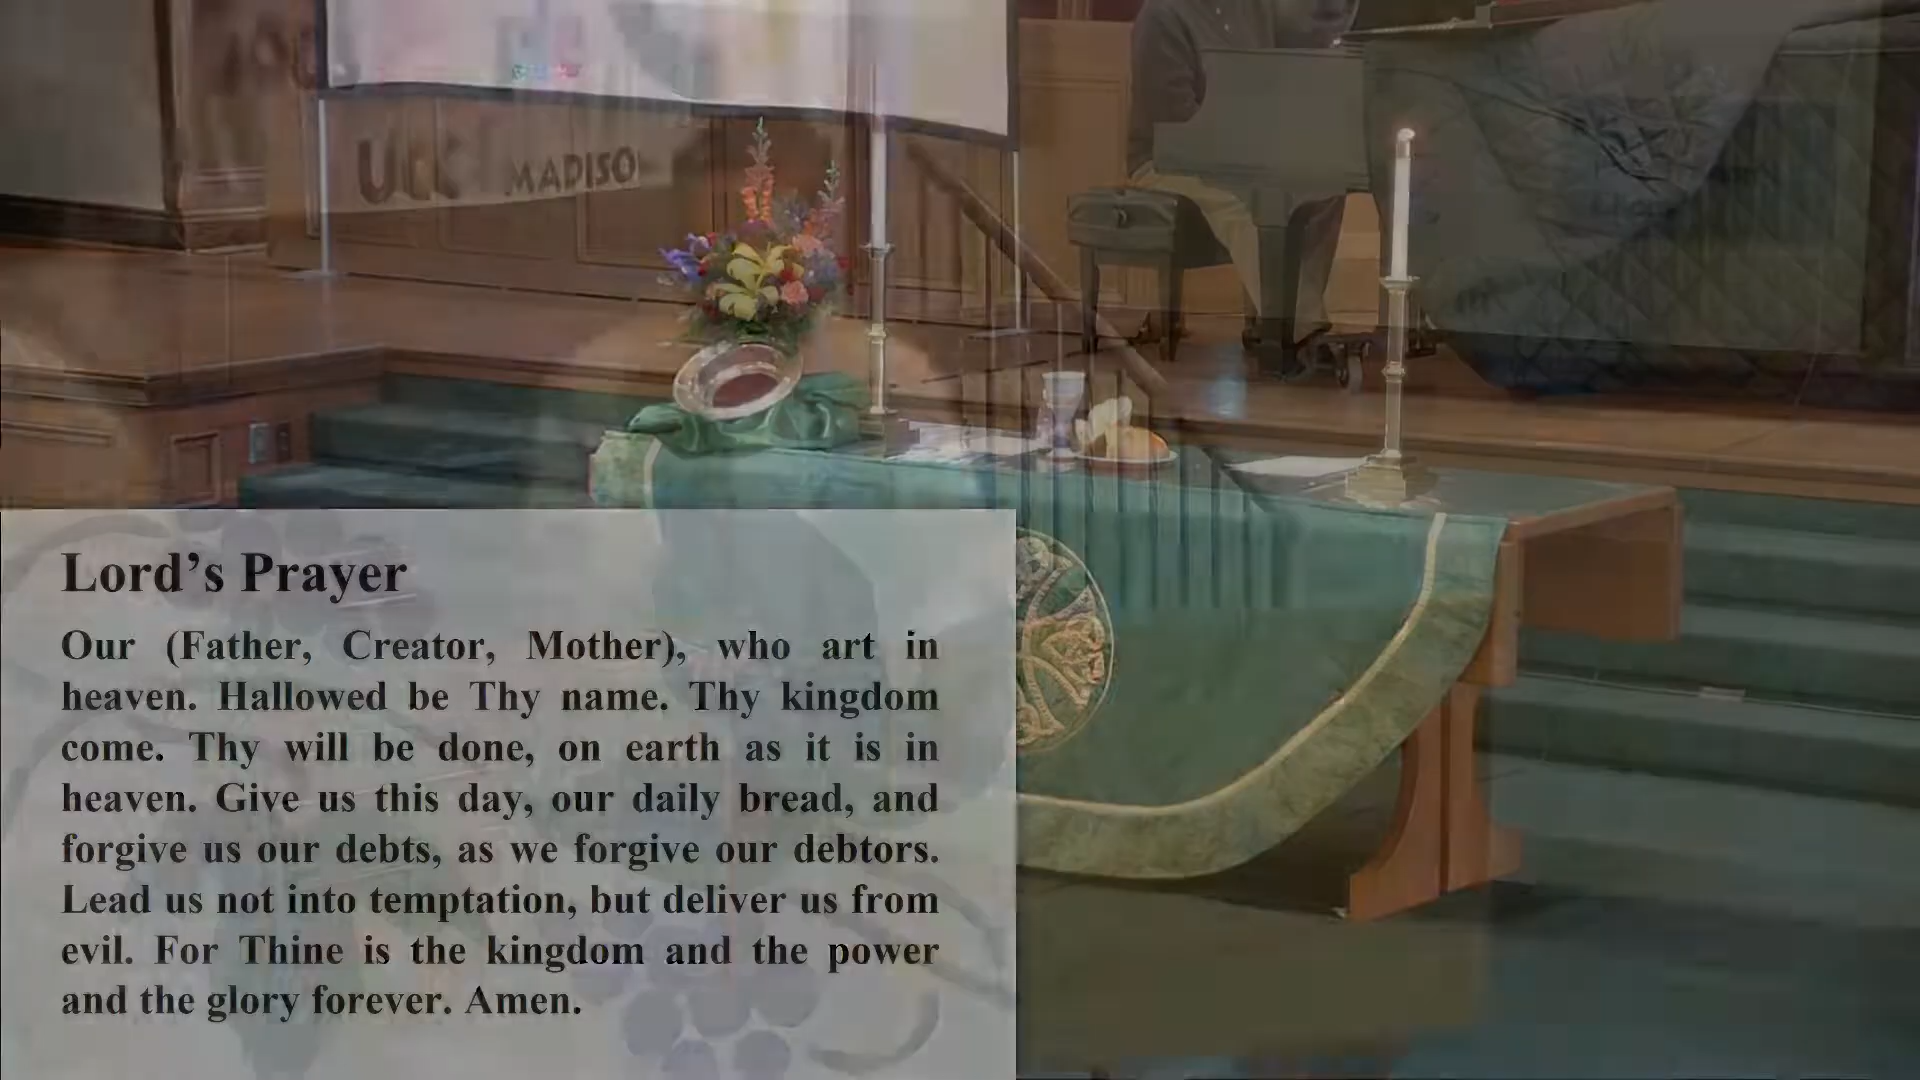 UCC MADISO
Lord’s Prayer
Our (Father, Creator, Mother), who art in
heaven. Hallowed be Thy name. Thy kingdom
come. Thy will be done, on earth as it is in
heaven. Give us this day, our daily bread, and
forgive us our debts, as we forgive our debtors.
Lead us not into temptation, but deliver us from
evil. For Thine is the kingdom and the power
and the glory forever. Amen.